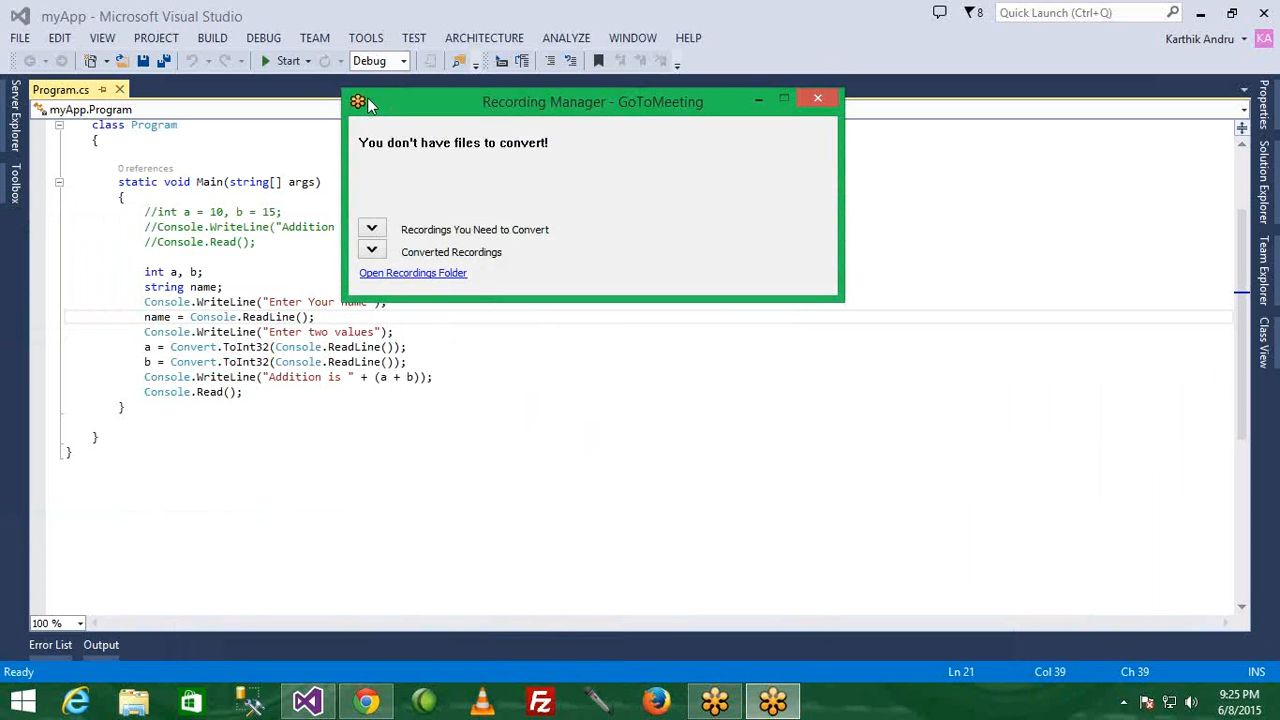 myApp - Microsoft Visual Studio
8
Quick Launch (Ctrl+Q)
FILE EDIT VIEW PROJECT BUILD DEBUG TEAM TOOLS TEST ARCHITECTURE ANALYZE WINDOW HELP
Karthik Andru
KA
Start
Debug
Server Explorer
Toolbox
Program.cs
myApp.Program
class Program
{
0 references
static void Main(string[] args)
{
//int a = 10, b = 15;
//Console.WriteLine("Addition
//Console.Read();
int a, b;
string name;
Console.WriteLine("Enter Your name");
name = Console.ReadLine();
Console.WriteLine("Enter two values");
a = Convert.ToInt32(Console.ReadLine());
b = Convert.ToInt32(Console.ReadLine());
Console.WriteLine("Addition is " + (a + b));
Console.Read();
}
}
}
Recording Manager - GoToMeeting
You don't have files to convert!
Recordings You Need to Convert
Converted Recordings
Open Recordings Folder
Properties
Solution Explorer
Team Explorer
Class View
100 %
Error List
Output
Ready
Ln 21
Col 39
Ch 39
INS
9:25 PM
6/8/2015